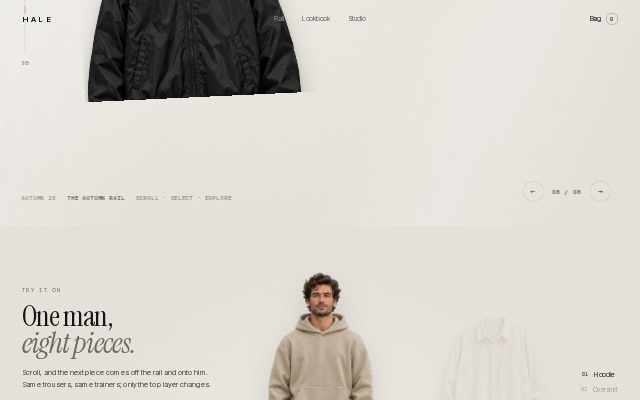 HALE
Rail Lookbook Studio
Bag 0
08
AUTUMN 26 THE AUTUMN RAIL SCROLL · SELECT · EXPLORE
← 08 / 08 →
TRY IT ON
One man,
eight pieces.
Scroll, and the next piece comes off the rail and onto him.
Same trousers, same trainers; only the top layer changes.
01 Hoodie
02 Overshirt